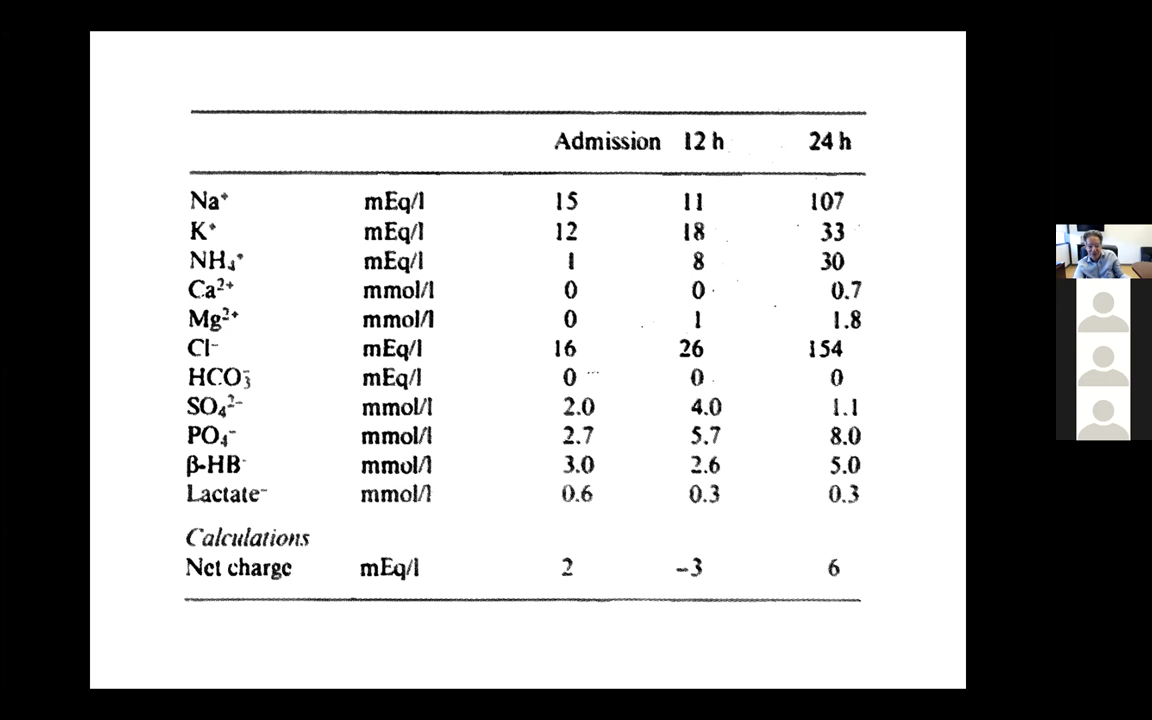 Admission 12 h 24 h
Na⁺ mEq/l 15 11 107
K⁺ mEq/l 12 18 33
NH₄⁺ mEq/l 1 8 30
Ca²⁺ mmol/l 0 0 0.7
Mg²⁺ mmol/l 0 1 1.8
Cl⁻ mEq/l 16 26 154
HCO₃⁻ mEq/l 0 0 0
SO₄²⁻ mmol/l 2.0 4.0 1.1
PO₄⁻ mmol/l 2.7 5.7 8.0
β-HB⁻ mmol/l 3.0 2.6 5.0
Lactate⁻ mmol/l 0.6 0.3 0.3
Calculations
Net charge mEq/l 2 −3 6